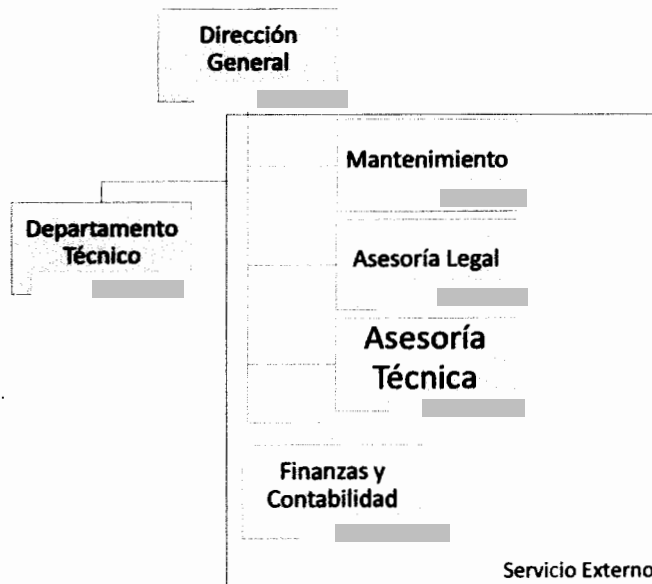 Dirección
General
Mantenimiento
Departamento
Técnico
Asesoría Legal
Asesoría
Técnica
Finanzas y
Contabilidad
Servicio Externo